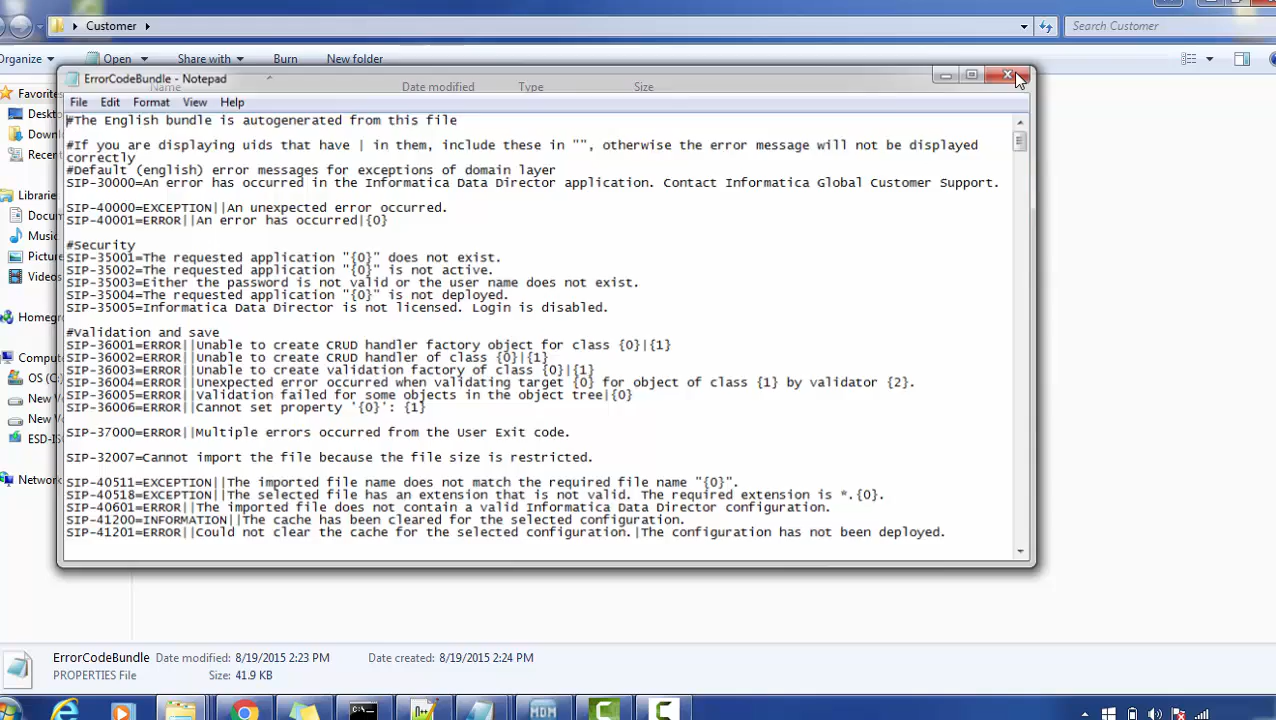 Customer
Search Customer
Organize
Open
Share with
Burn
New folder
ErrorCodeBundle - Notepad
Name
Date modified
Type
Size
File Edit Format View Help
#The English bundle is autogenerated from this file
#If you are displaying uids that have | in them, include these in "", otherwise the error message will not be displayed
correctly
#Default (english) error messages for exceptions of domain layer
SIP-30000=An error has occurred in the Informatica Data Director application. Contact Informatica Global Customer Support.
SIP-40000=EXCEPTION||An unexpected error occurred.
SIP-40001=ERROR||An error has occurred|{0}
#Security
SIP-35001=The requested application "{0}" does not exist.
SIP-35002=The requested application "{0}" is not active.
SIP-35003=Either the password is not valid or the user name does not exist.
SIP-35004=The requested application "{0}" is not deployed.
SIP-35005=Informatica Data Director is not licensed. Login is disabled.
#Validation and save
SIP-36001=ERROR||Unable to create CRUD handler factory object for class {0}|{1}
SIP-36002=ERROR||Unable to create CRUD handler of class {0}|{1}
SIP-36003=ERROR||Unable to create validation factory of class {0}|{1}
SIP-36004=ERROR||Unexpected error occurred when validating target {0} for object of class {1} by validator {2}.
SIP-36005=ERROR||Validation failed for some objects in the object tree|{0}
SIP-36006=ERROR||Cannot set property '{0}': {1}
SIP-37000=ERROR||Multiple errors occurred from the User Exit code.
SIP-32007=Cannot import the file because the file size is restricted.
SIP-40511=EXCEPTION||The imported file name does not match the required file name "{0}".
SIP-40518=EXCEPTION||The selected file has an extension that is not valid. The required extension is *.{0}.
SIP-40601=ERROR||The imported file does not contain a valid Informatica Data Director configuration.
SIP-41200=INFORMATION||The cache has been cleared for the selected configuration.
SIP-41201=ERROR||Could not clear the cache for the selected configuration.|The configuration has not been deployed.
Favorites
Deskt
Down
Recen
Librarie
Docum
Music
Picture
Videos
Homegr
Compute
OS (C:)
New V
New V
ESD-IS
Network
ErrorCodeBundle Date modified: 8/19/2015 2:23 PM Date created: 8/19/2015 2:24 PM
PROPERTIES File Size: 41.9 KB
MDM